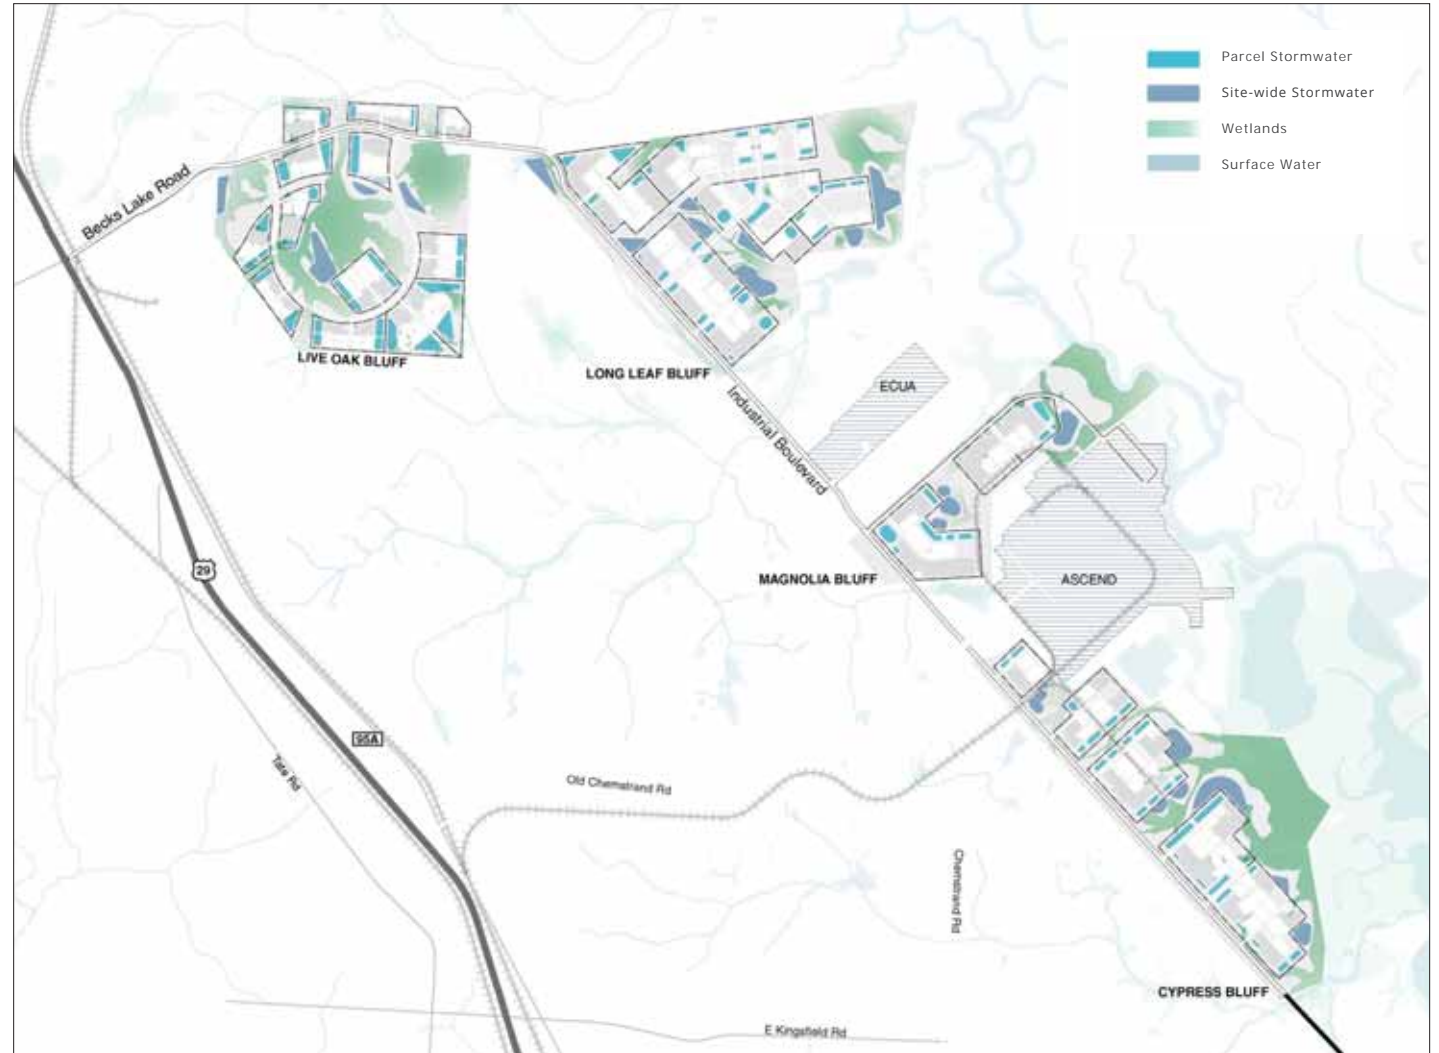 Parcel Stormwater
Site-wide Stormwater
Wetlands
Surface Water
Becks Lake Road
LIVE OAK BLUFF
LONG LEAF BLUFF
ECUA
Industrial Boulevard
29
MAGNOLIA BLUFF
ASCEND
95A
Tate Rd
Old Chemstrand Rd
Chemstrand Rd
CYPRESS BLUFF
E Kingsfield Rd